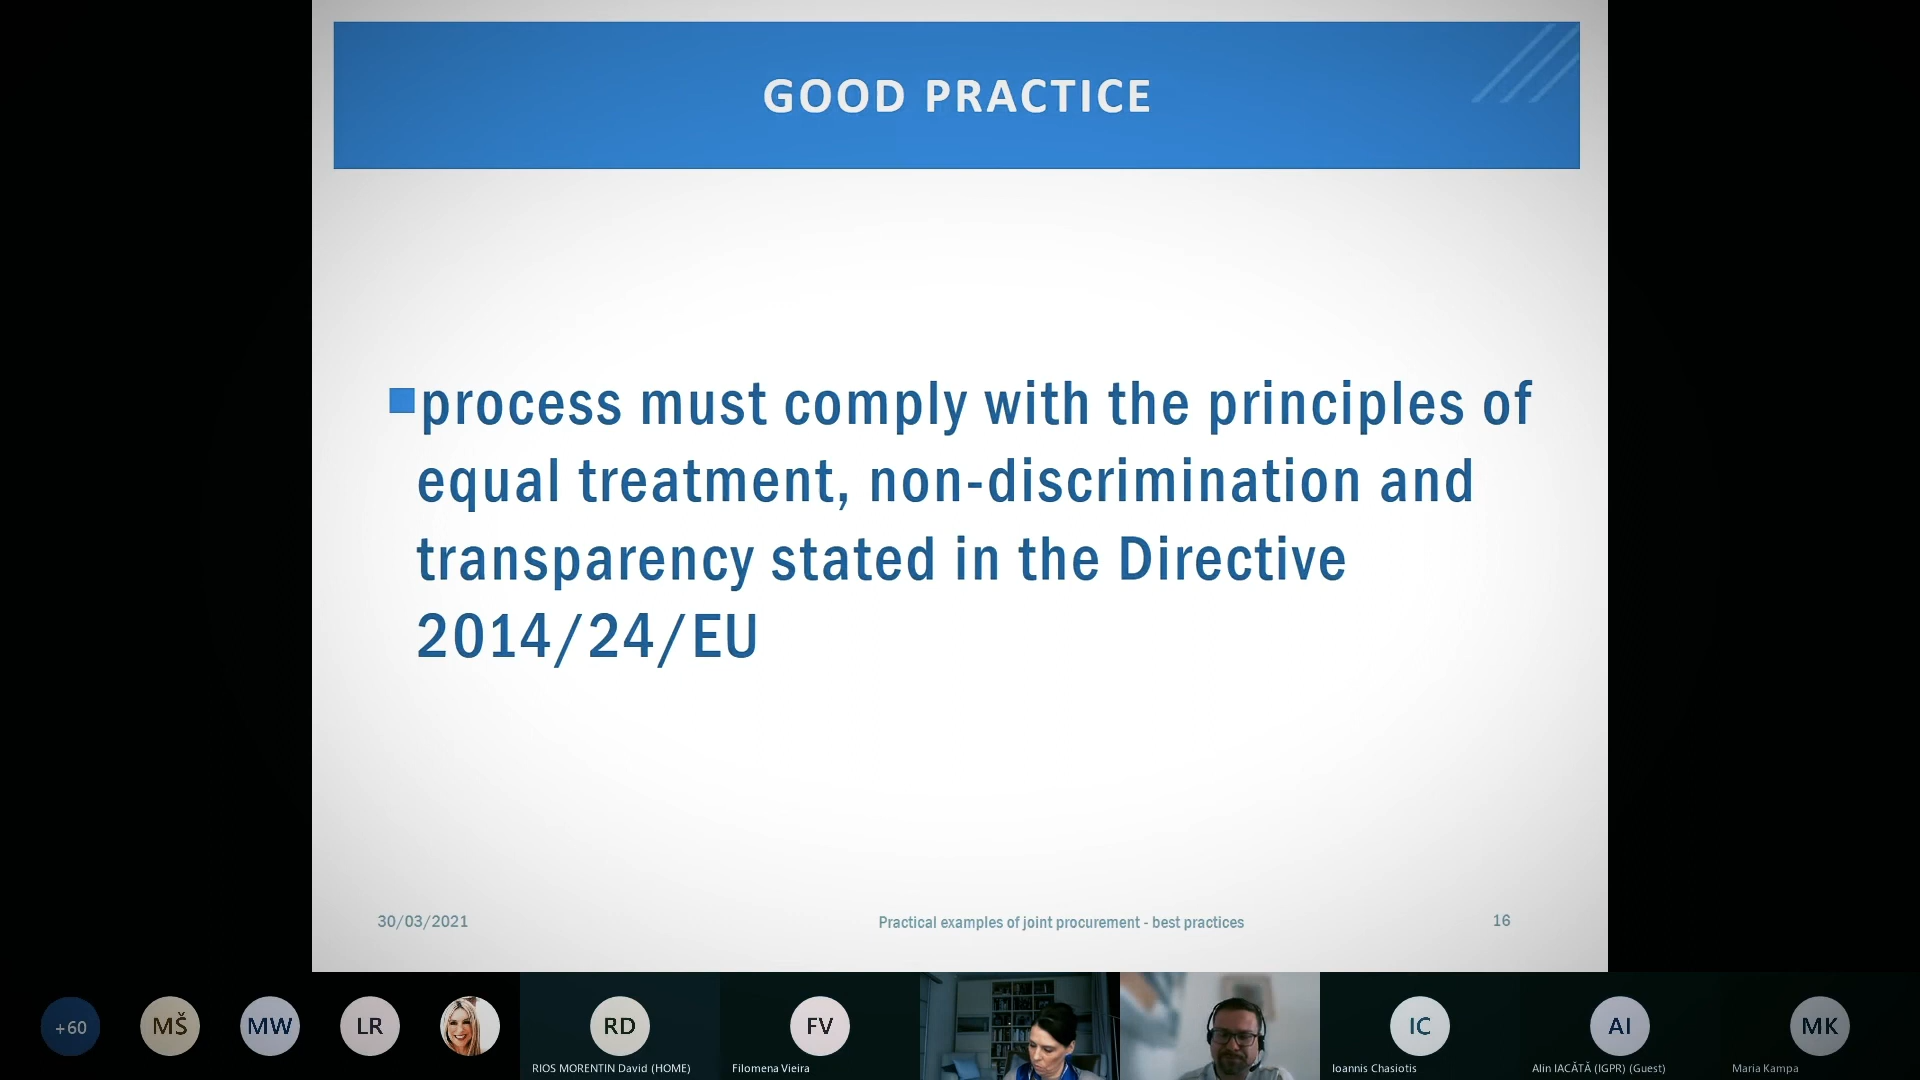 GOOD PRACTICE
process must comply with the principles of
equal treatment, non-discrimination and
transparency stated in the Directive
2014/24/EU
30/03/2021
Practical examples of joint procurement - best practices
16
+60
MŠ
MW
LR
RD
RIOS MORENTIN David (HOME)
FV
Filomena Vieira
IC
Ioannis Chasiotis
AI
Alin IACĂTĂ (IGPR) (Guest)
MK
Maria Kampa